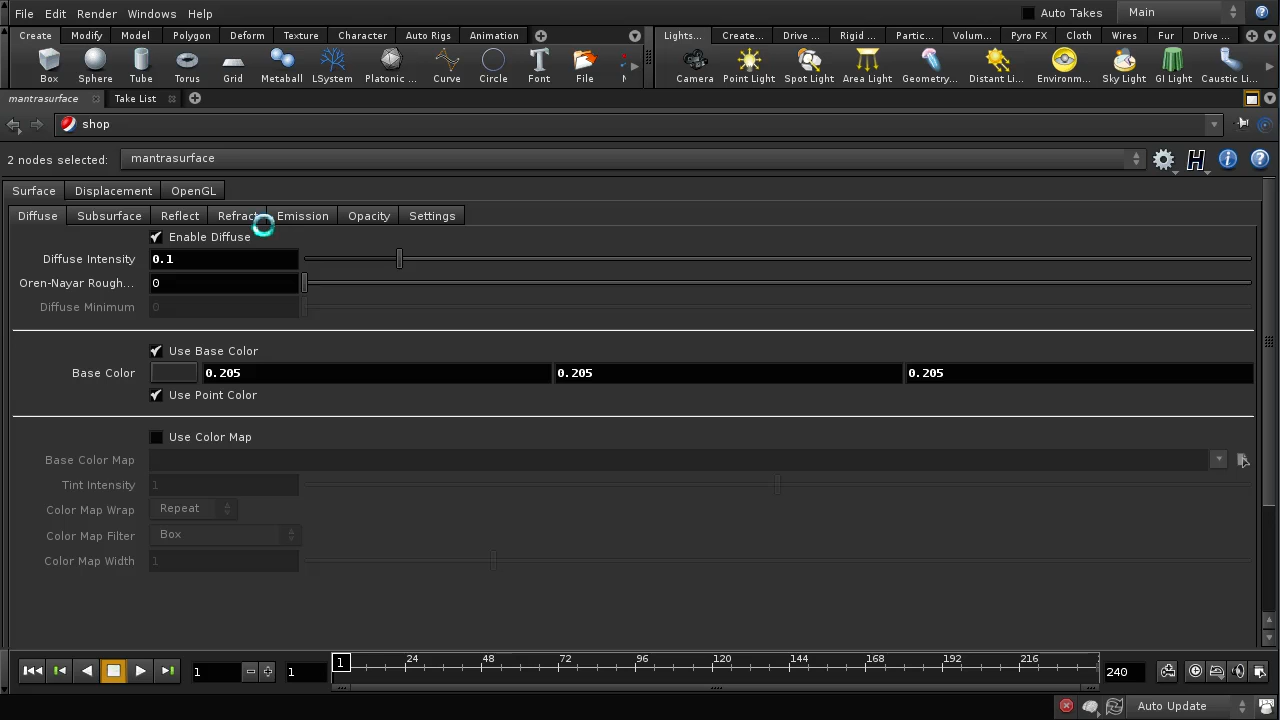 File Edit Render Windows Help Auto Takes Main
Create Modify Model Polygon Deform Texture Character Auto Rigs Animation Lights... Create... Drive ... Rigid ... Partic... Volum... Pyro FX Cloth Wires Fur Drive ...
Box Sphere Tube Torus Grid Metaball LSystem Platonic ... Curve Circle Font File Camera Point Light Spot Light Area Light Geometry... Distant Li... Environm... Sky Light GI Light Caustic Li...
mantrasurface Take List
shop
2 nodes selected: mantrasurface
Surface Displacement OpenGL
Diffuse Subsurface Reflect Refract Emission Opacity Settings
Enable Diffuse
Diffuse Intensity 0.1
Oren-Nayar Rough... 0
Diffuse Minimum 0
Use Base Color
Base Color 0.205 0.205 0.205
Use Point Color
Use Color Map
Base Color Map
Tint Intensity 1
Color Map Wrap Repeat
Color Map Filter Box
Color Map Width 1
1 1 1 24 48 72 96 120 144 168 192 216 240
Auto Update